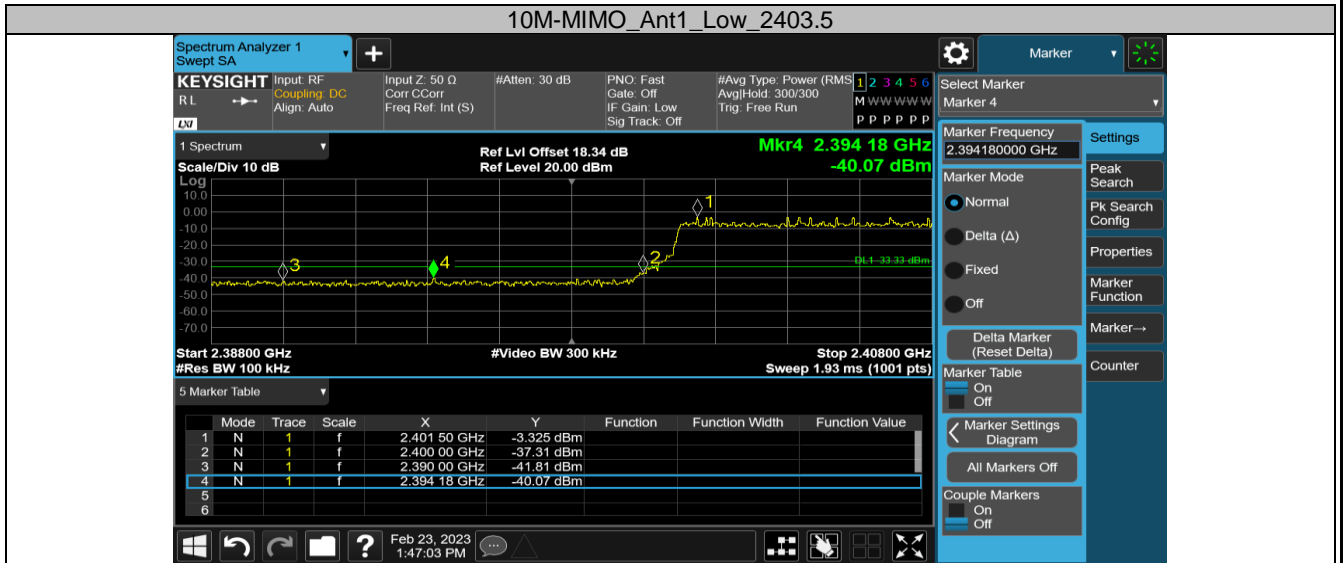 10M-MIMO_Ant1_Low_2403.5
Spectrum Analyzer 1
Swept SA
+
Marker
KEYSIGHT
R L
LXI
Input: RF
Coupling: DC
Align: Auto
Input Z: 50 Ω
Corr CCorr
Freq Ref: Int (S)
#Atten: 30 dB
PNO: Fast
Gate: Off
IF Gain: Low
Sig Track: Off
#Avg Type: Power (RMS
Avg|Hold: 300/300
Trig: Free Run
1 2 3 4 5 6
M W W W W W
P P P P P P
Select Marker
Marker 4
1 Spectrum
Scale/Div 10 dB
Ref Lvl Offset 18.34 dB
Ref Level 20.00 dBm
Mkr4 2.394 18 GHz
-40.07 dBm
Log
10.0
0.00
-10.0
-20.0
-30.0
-40.0
-50.0
-60.0
-70.0
1
2
3
4
DL1 -33.33 dBm
Start 2.38800 GHz
#Res BW 100 kHz
#Video BW 300 kHz
Stop 2.40800 GHz
Sweep 1.93 ms (1001 pts)
5 Marker Table
Mode Trace Scale X Y Function Function Width Function Value
1 N 1 f 2.401 50 GHz -3.325 dBm
2 N 1 f 2.400 00 GHz -37.31 dBm
3 N 1 f 2.390 00 GHz -41.81 dBm
4 N 1 f 2.394 18 GHz -40.07 dBm
5
6
Marker Frequency
2.394180000 GHz
Marker Mode
Normal
Delta (Δ)
Fixed
Off
Delta Marker
(Reset Delta)
Marker Table
On
Off
Marker Settings
Diagram
All Markers Off
Couple Markers
On
Off
Settings
Peak
Search
Pk Search
Config
Properties
Marker
Function
Marker→
Counter
?
Feb 23, 2023
1:47:03 PM